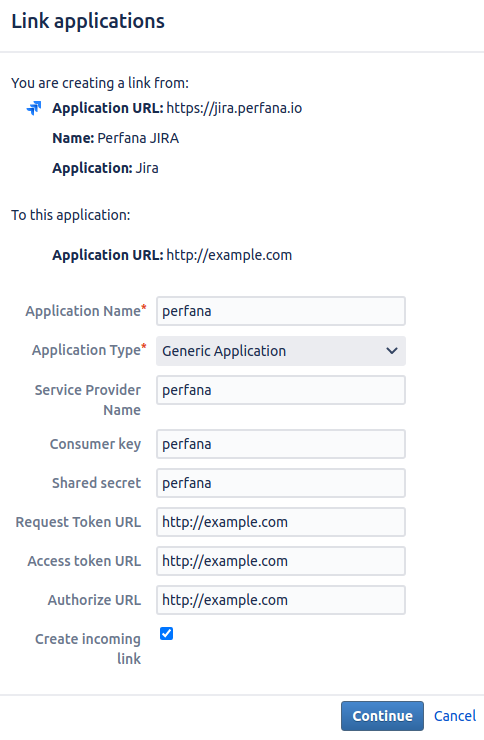 Link applications
You are creating a link from:
Application URL: https://jira.perfana.io
Name: Perfana JIRA
Application: Jira
To this application:
Application URL: http://example.com
Application Name* perfana
Application Type* Generic Application
Service Provider perfana
Name
Consumer key perfana
Shared secret perfana
Request Token URL http://example.com
Access token URL http://example.com
Authorize URL http://example.com
Create incoming
link
Continue Cancel